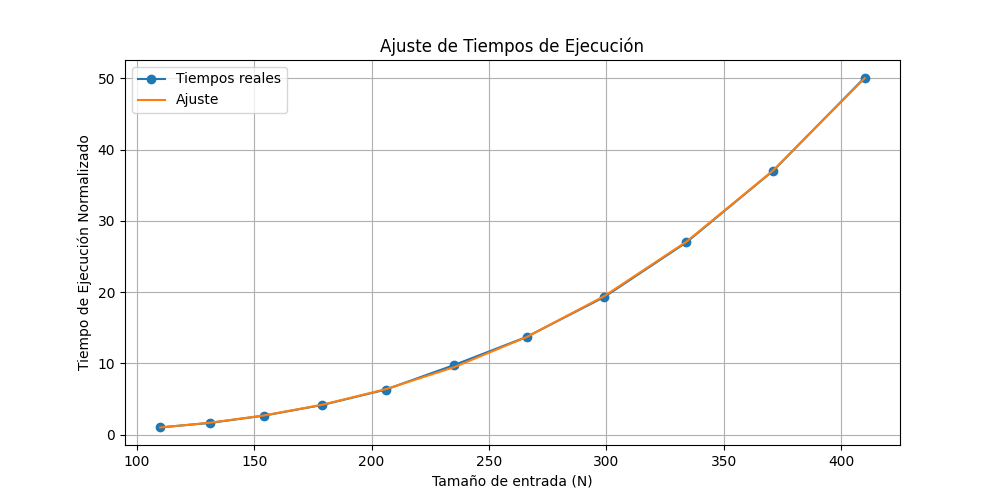 Ajuste de Tiempos de Ejecución
Tiempos reales
Ajuste
Tiempo de Ejecución Normalizado
50
40
30
20
10
0
100 150 200 250 300 350 400
Tamaño de entrada (N)